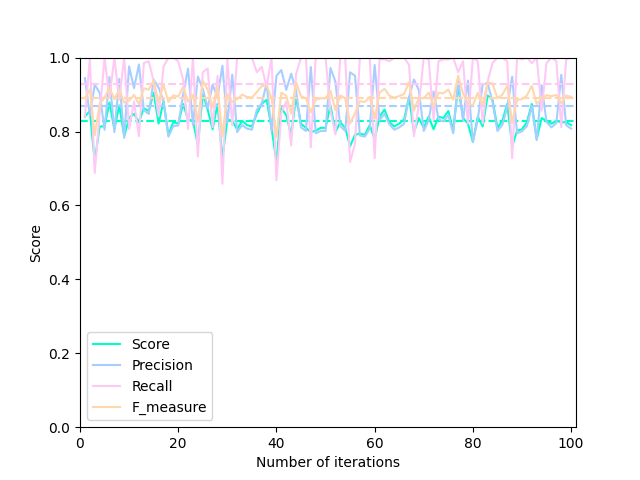 1.0
0.8
0.6
0.4
0.2
0.0
Score
Score
Precision
Recall
F_measure
0 20 40 60 80 100
Number of iterations